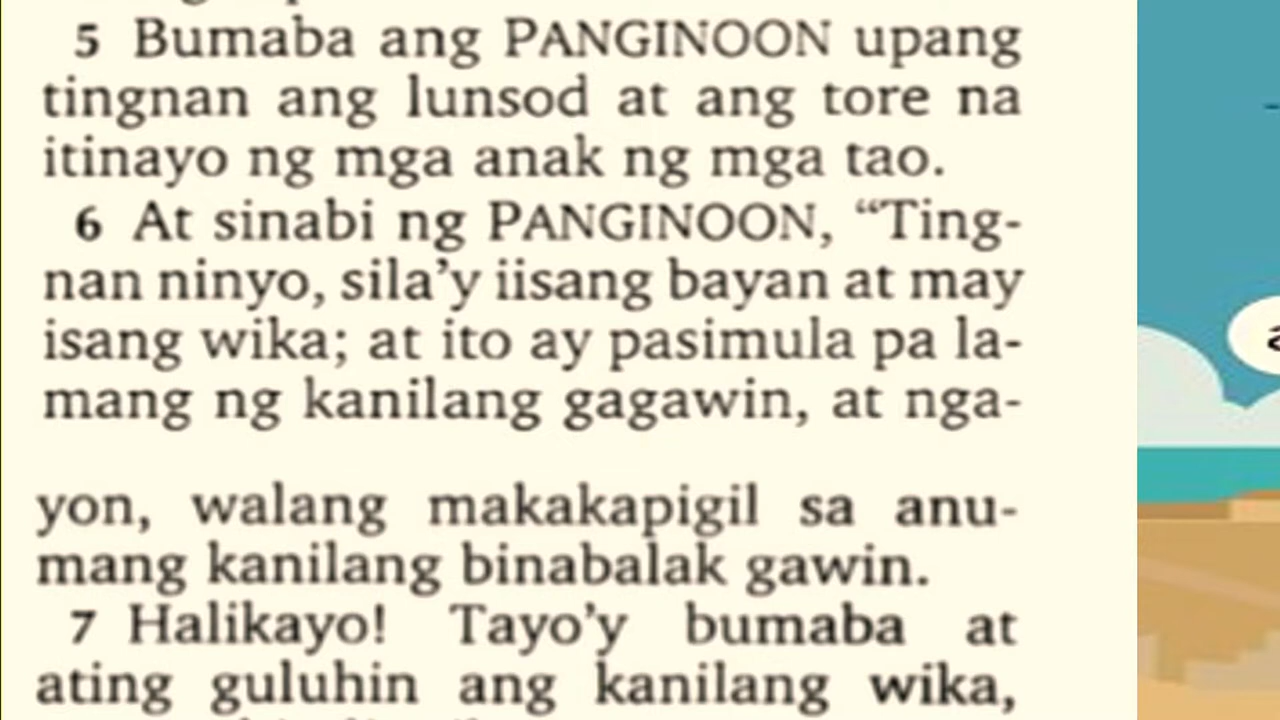 5 Bumaba ang PANGINOON upang
tingnan ang lunsod at ang tore na
itinayo ng mga anak ng mga tao.
6 At sinabi ng PANGINOON, “Ting-
nan ninyo, sila’y iisang bayan at may
isang wika; at ito ay pasimula pa la-
mang ng kanilang gagawin, at nga-
yon, walang makakapigil sa anu-
mang kanilang binabalak gawin.
7 Halikayo! Tayo’y bumaba at
ating guluhin ang kanilang wika,